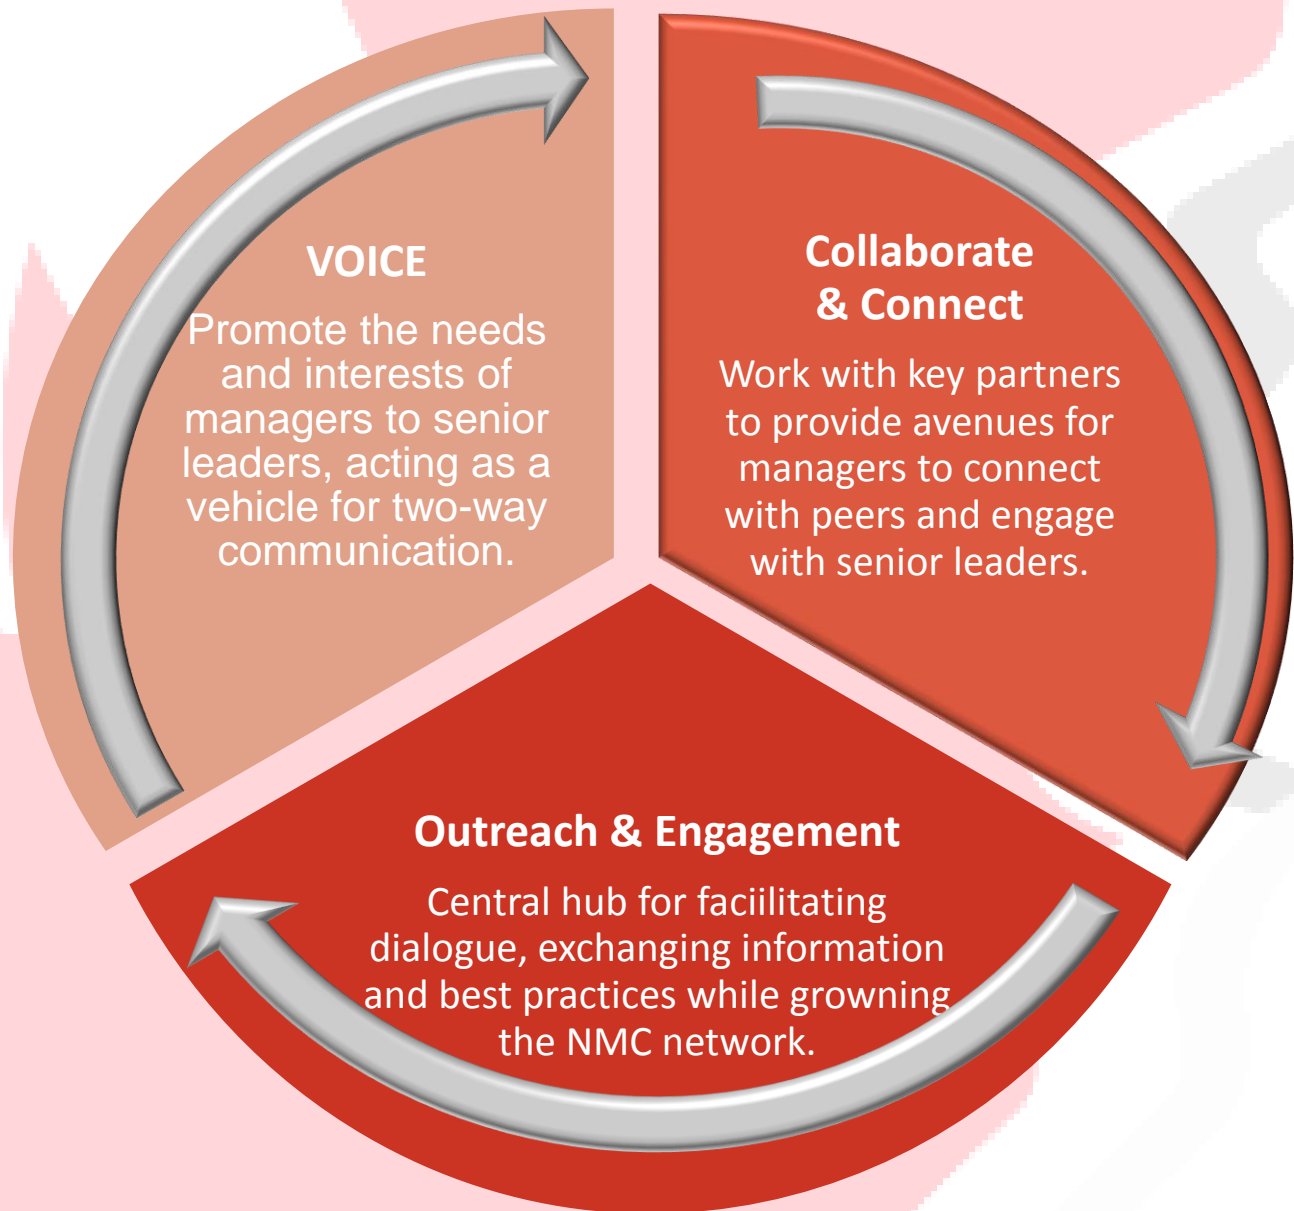 VOICE
Promote the needs
and interests of
managers to senior
leaders, acting as a
vehicle for two-way
communication.
Collaborate
& Connect
Work with key partners
to provide avenues for
managers to connect
with peers and engage
with senior leaders.
Outreach & Engagement
Central hub for faciilitating
dialogue, exchanging information
and best practices while growning
the NMC network.